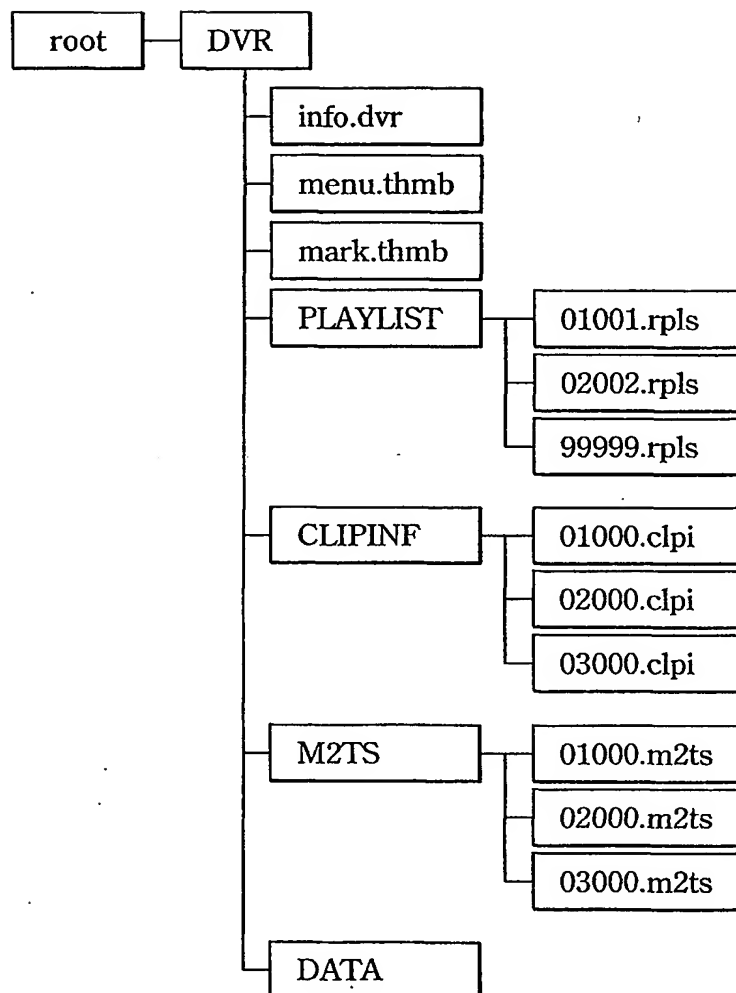 root
DVR
info.dvr
menu.thmb
mark.thmb
PLAYLIST
01001.rpls
02002.rpls
99999.rpls
CLIPINF
01000.clpi
02000.clpi
03000.clpi
M2TS
01000.m2ts
02000.m2ts
03000.m2ts
DATA